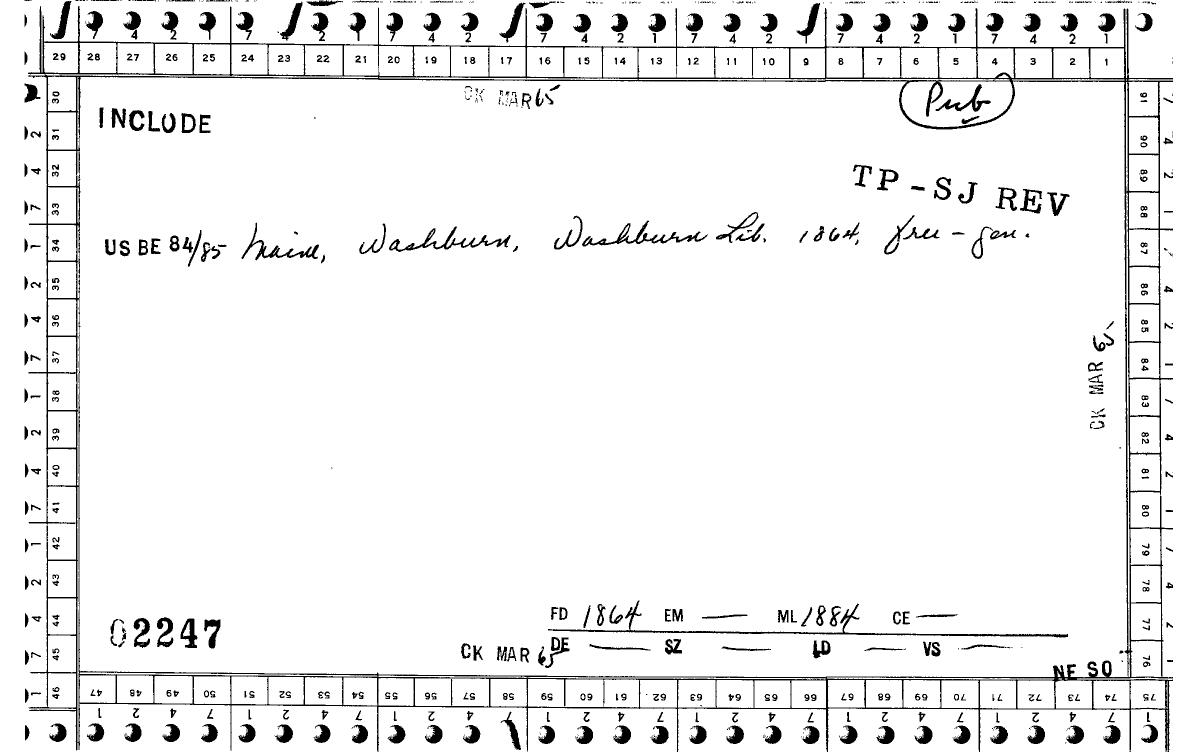 7 4 2 1 7 2 1 7 4 2 1 7 4 2 7 4 2 1 7 4 2 1
29 28 27 26 25 24 23 22 21 20 19 18 17 16 15 14 13 12 11 10 9 8 7 6 5 4 3 2 1
CK MAR 65
Pub
INCLUDE
TP - SJ REV
US BE 84/85 Maine, Washburn, Washburn Lib. 1864, free - gen.
30 31 32 33 34 35 36 37 38 39 40 41 42 43 44 45 46
91 90 89 88 87 86 85 84 83 82 81 80 79 78 77 76
CK MAR 65
FD 1864 EM — ML 1884 CE —
02247
DE — SZ — LD — VS —
CK MAR 65
NE SO
47 48 49 50 51 52 53 54 55 56 57 58 59 60 61 62 63 64 65 66 67 68 69 70 71 72 73 74 75
1 2 4 7 1 2 4 7 1 2 4 7 1 2 4 7 1 2 4 7 1 2 4 7 1 2 4 7 1